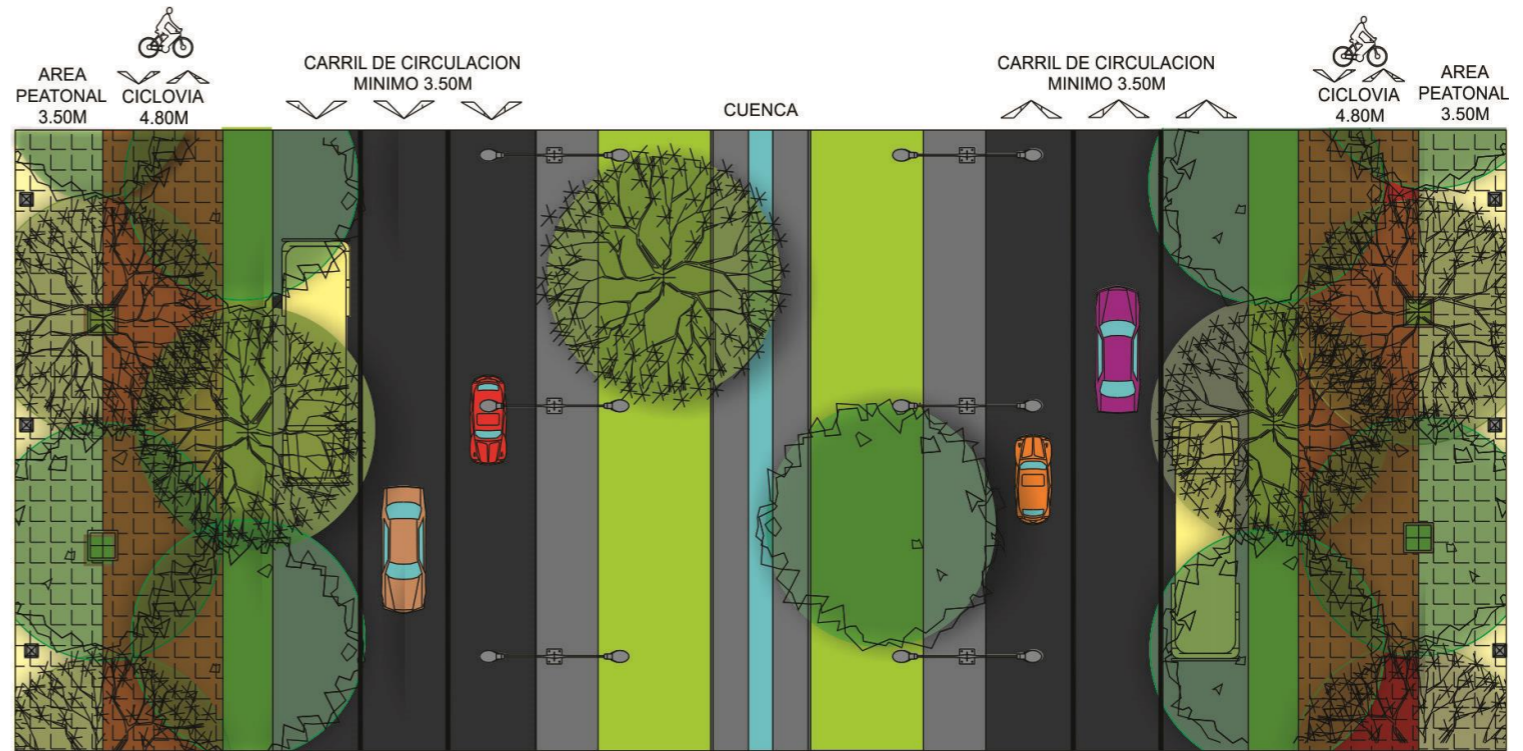 AREA
PEATONAL
3.50M
CICLOVIA
4.80M
CARRIL DE CIRCULACION
MINIMO 3.50M
CUENCA
CARRIL DE CIRCULACION
MINIMO 3.50M
CICLOVIA
4.80M
AREA
PEATONAL
3.50M